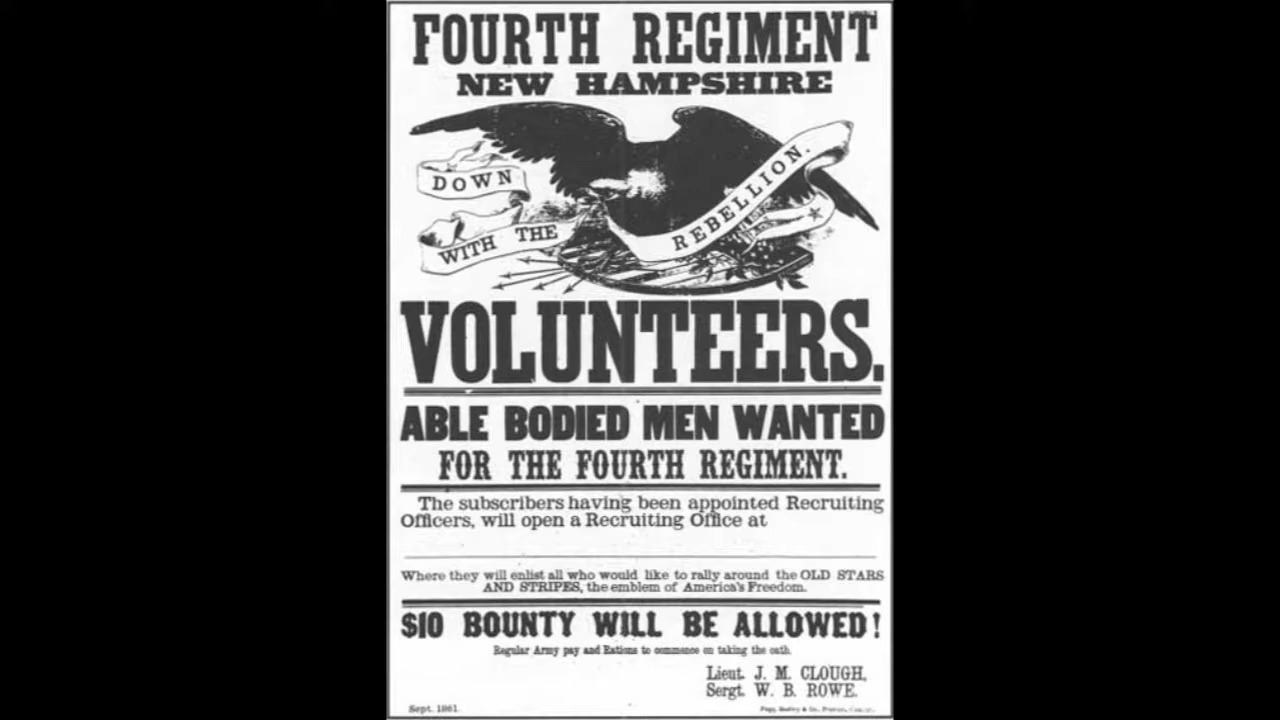 FOURTH REGIMENT
NEW HAMPSHIRE
DOWN
WITH THE
REBELLION.
VOLUNTEERS.
ABLE BODIED MEN WANTED
FOR THE FOURTH REGIMENT.
The subscribers having been appointed Recruiting
Officers, will open a Recruiting Office at
Where they will enlist all who would like to rally around the OLD STARS
AND STRIPES, the emblem of America's Freedom.
$10 BOUNTY WILL BE ALLOWED!
Regular Army pay and Rations to commence on taking the oath.
Lieut. J. M. CLOUGH,
Sergt. W. B. ROWE.
Sept. 1861.